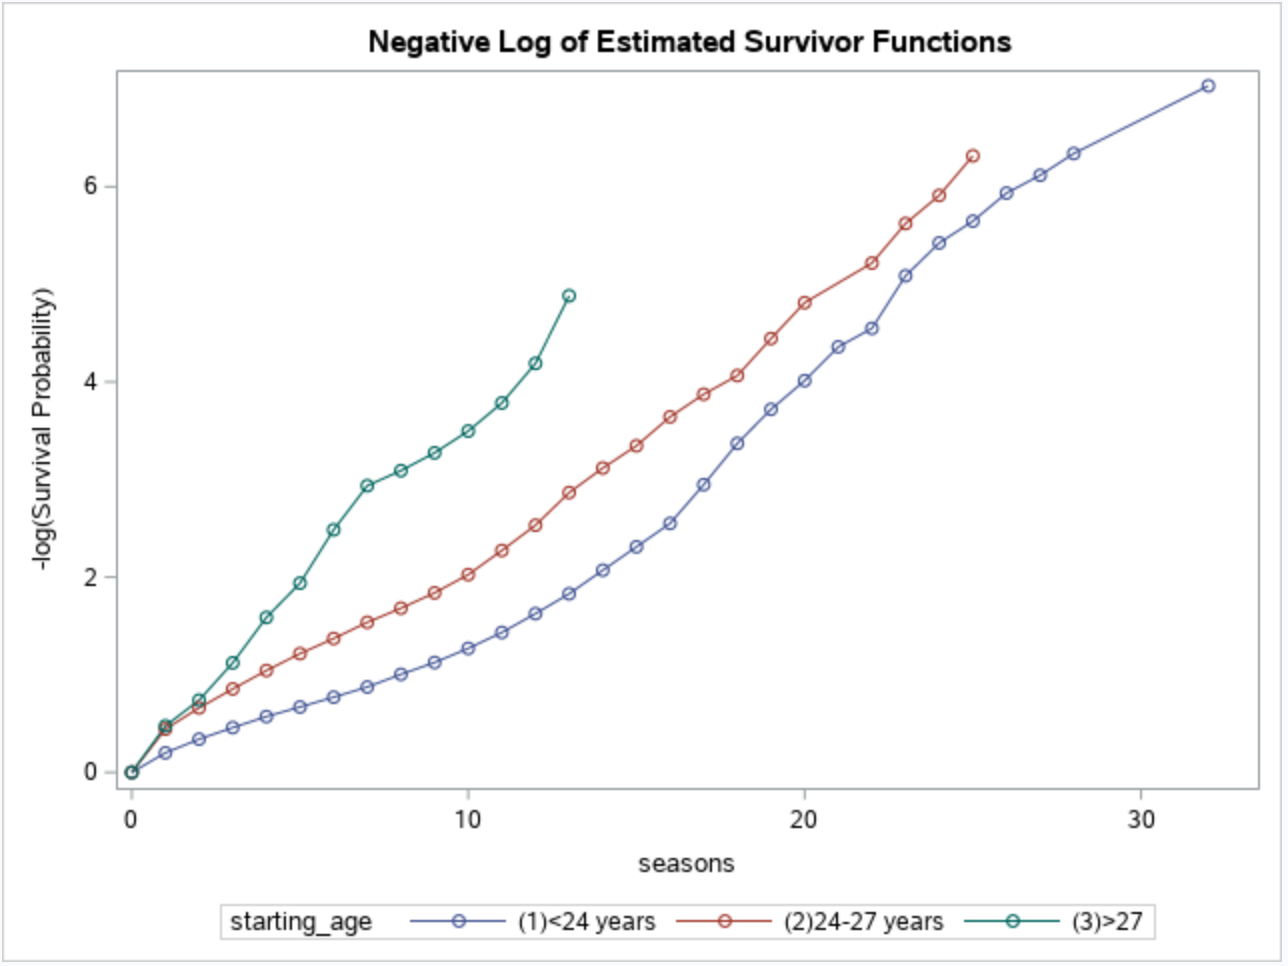 Negative Log of Estimated Survivor Functions
-log(Survival Probability)
6
4
2
0
0 10 20 30
seasons
starting_age (1)<24 years (2)24-27 years (3)>27